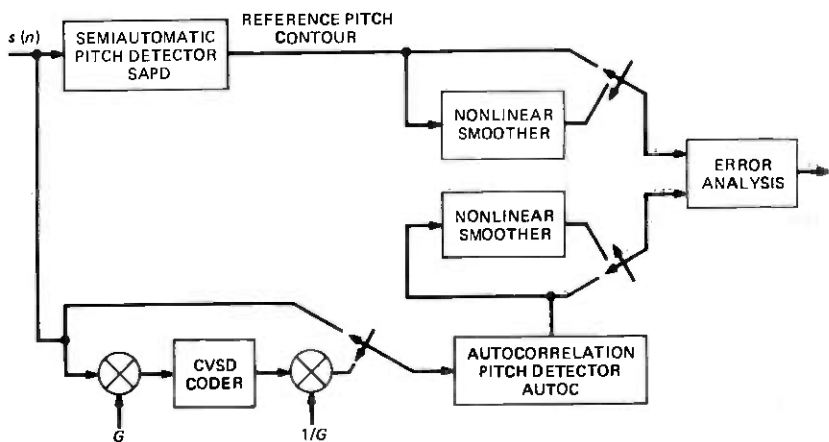 s (n)
SEMIAUTOMATIC
PITCH DETECTOR
SAPD
REFERENCE PITCH
CONTOUR
NONLINEAR
SMOOTHER
ERROR
ANALYSIS
NONLINEAR
SMOOTHER
CVSD
CODER
AUTOCORRELATION
PITCH DETECTOR
AUTOC
G
1/G